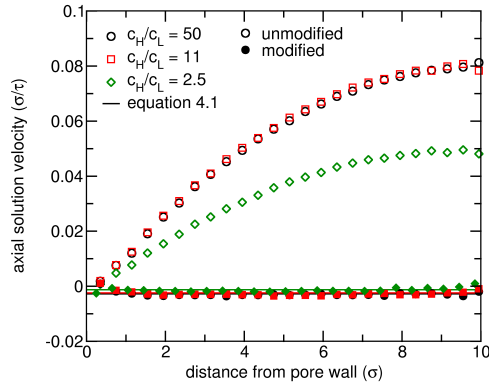 0.1
0.08
0.06
0.04
0.02
0
-0.02
axial solution velocity (σ/τ)
c_H/c_L = 50
c_H/c_L = 11
c_H/c_L = 2.5
equation 4.1
unmodified
modified
0 2 4 6 8 10
distance from pore wall (σ)